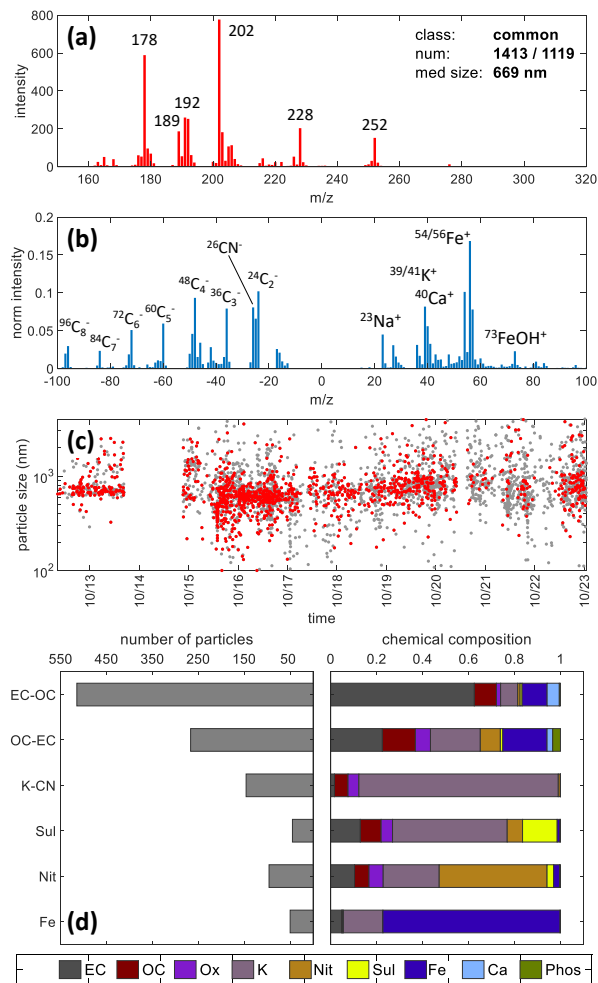 800
600
400
200
0
intensity
(a)
178
202
189
192
228
252
class: common
num: 1413 / 1119
med size: 669 nm
160 180 200 220 240 260 280 300 320
m/z
0.2
0.15
0.1
0.05
0
norm intensity
(b)
96C8-
84C7-
72C6-
60C5-
48C4-
36C3-
26CN-
24C2-
23Na+
39/41K+
40Ca+
54/56Fe+
73FeOH+
-100 -80 -60 -40 -20 0 20 40 60 80 100
m/z
(c)
particle size (nm)
10³
10²
10/13 10/14 10/15 10/16 10/17 10/18 10/19 10/20 10/21 10/22 10/23
time
number of particles
550 450 350 250 150 50
chemical composition
0 0.2 0.4 0.6 0.8 1
EC-OC
OC-EC
K-CN
Sul
Nit
Fe
(d)
EC OC Ox K Nit Sul Fe Ca Phos